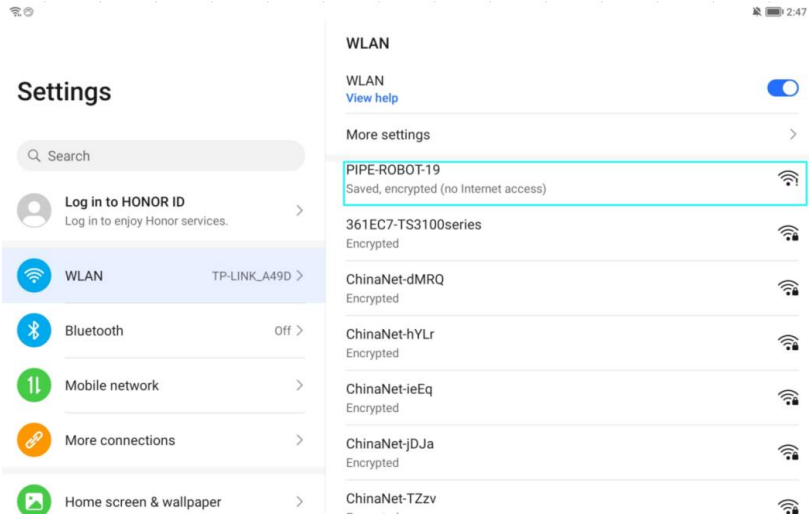 2:47
Settings
Search
Log in to HONOR ID
Log in to enjoy Honor services.
WLAN
TP-LINK_A49D
Bluetooth
Off
Mobile network
More connections
Home screen & wallpaper
WLAN
WLAN
View help
More settings
PIPE-ROBOT-19
Saved, encrypted (no Internet access)
361EC7-TS3100series
Encrypted
ChinaNet-dMRQ
Encrypted
ChinaNet-hYLr
Encrypted
ChinaNet-ieEq
Encrypted
ChinaNet-jDJa
Encrypted
ChinaNet-TZzv